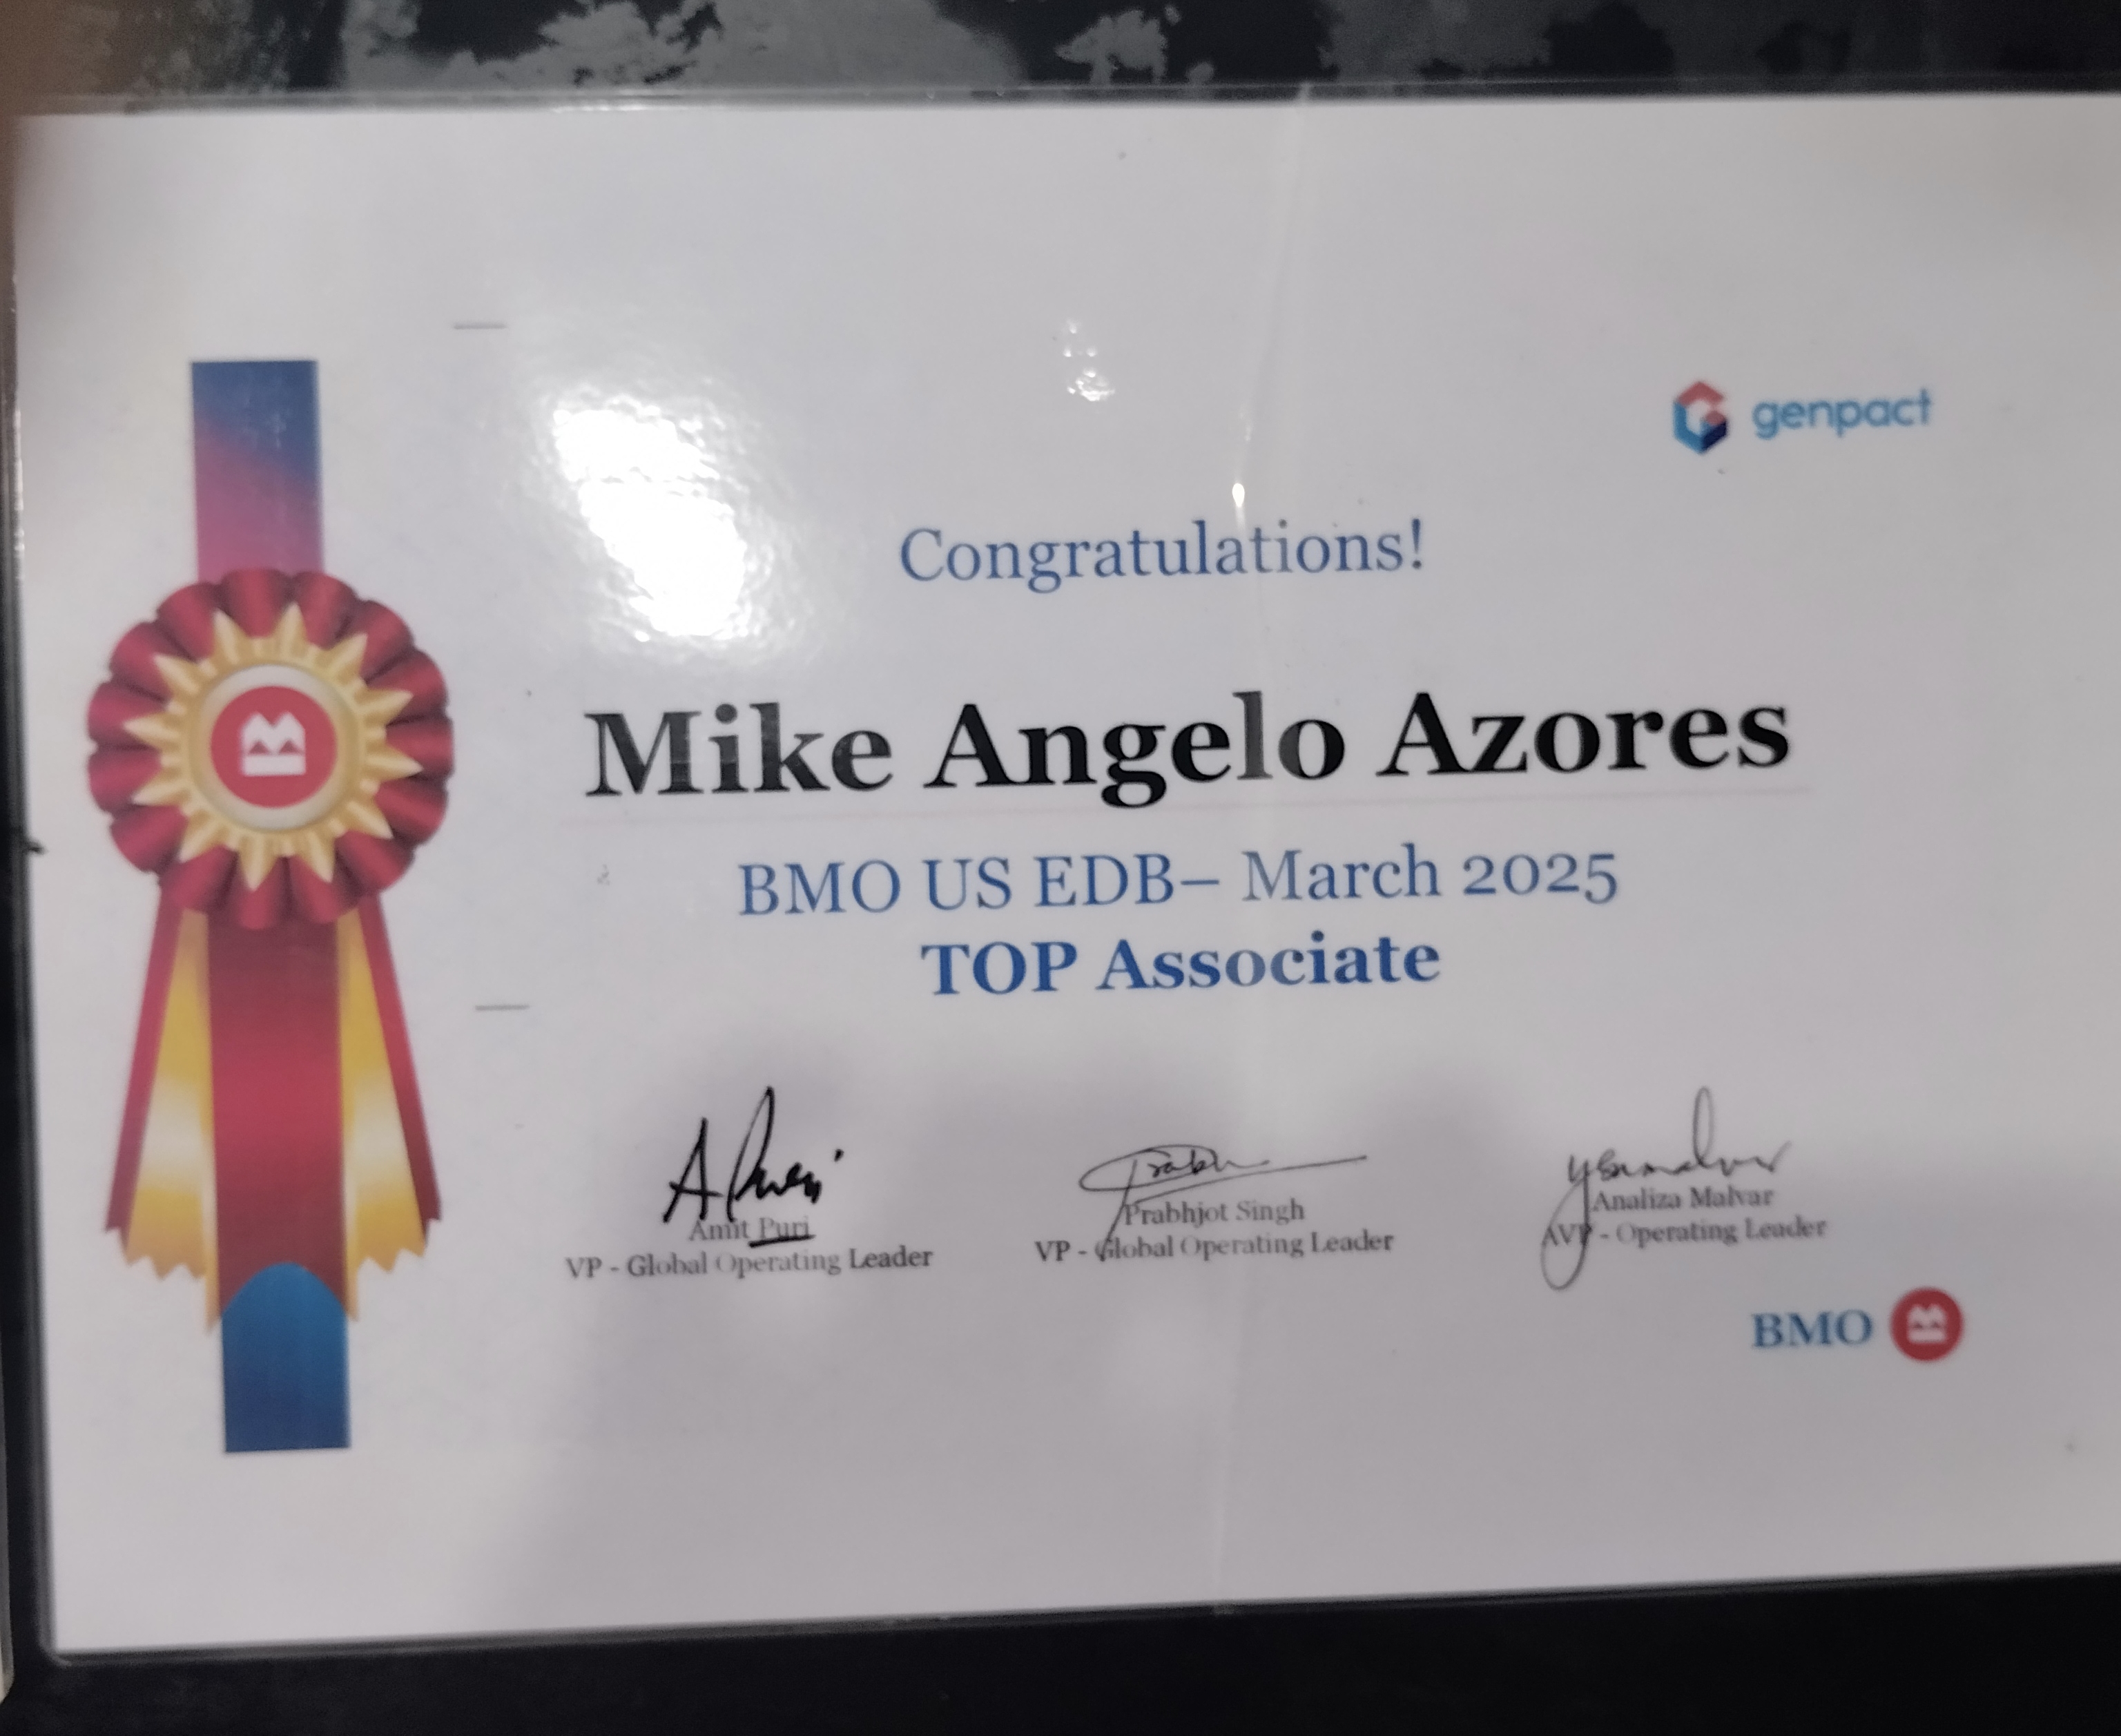 genpact
Congratulations!
Mike Angelo Azores
BMO US EDB– March 2025
TOP Associate
Amit Puri
VP - Global Operating Leader
Prabhjot Singh
VP - Global Operating Leader
Analiza Malvar
AVP - Operating Leader
BMO